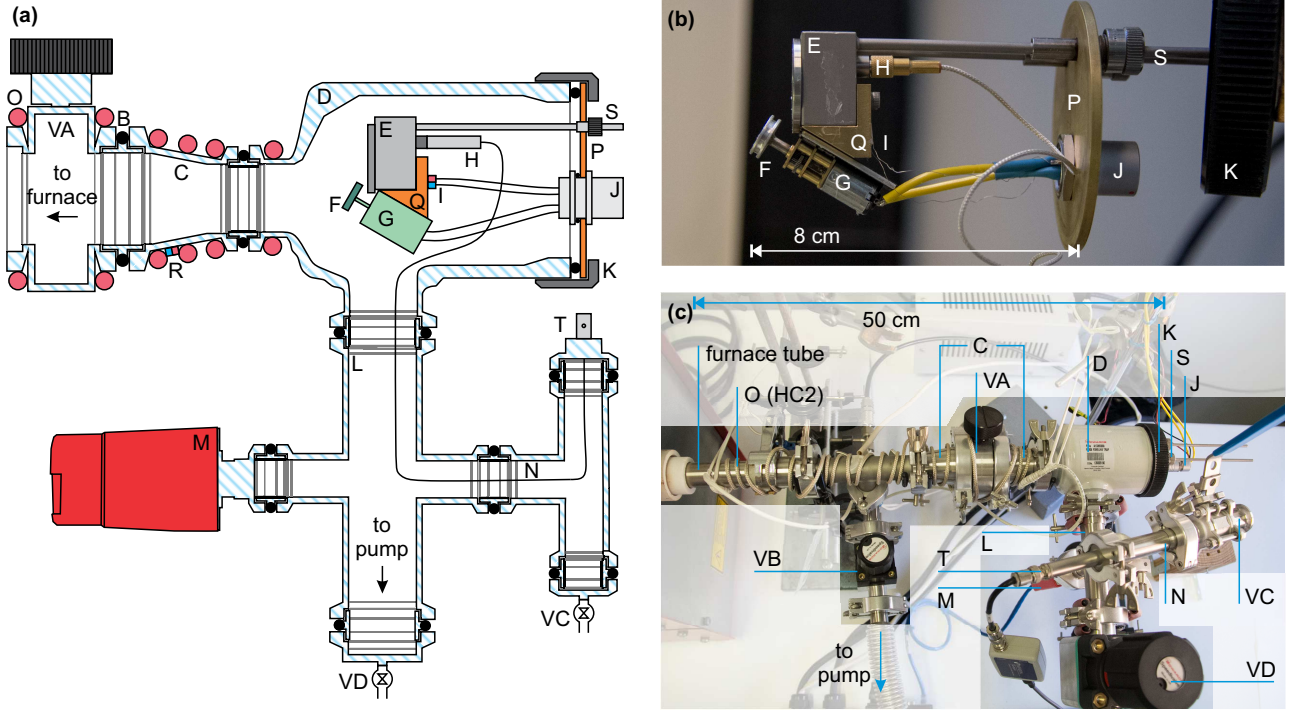 (a)
O
VA
B
to
furnace
C
R
D
E
F
G
Q
H
I
S
P
J
K
L
T
M
N
to
pump
VD
VC
(b)
E
H
Q
I
F
G
P
S
J
K
8 cm
(c)
50 cm
furnace tube
O (HC2)
C
VA
D
K
S
J
VB
L
T
M
N
VC
to
pump
VD